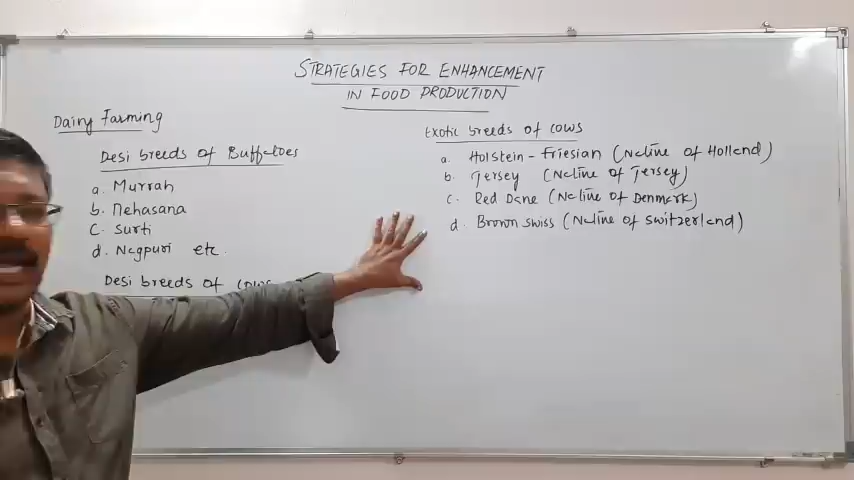 STRATEGIES FOR ENHANCEMENT
IN FOOD PRODUCTION
Dairy Farming
Desi breeds of Buffaloes
a. Murrah
b. Mehasana
c. Surti
d. Nagpuri etc.
Desi breeds of cows
Exotic breeds of cows
a. Holstein - Friesian (Native of Holland)
b. Jersey (Native of Jersey)
c. Red Dane (Native of Denmark)
d. Brown Swiss (Native of Switzerland)